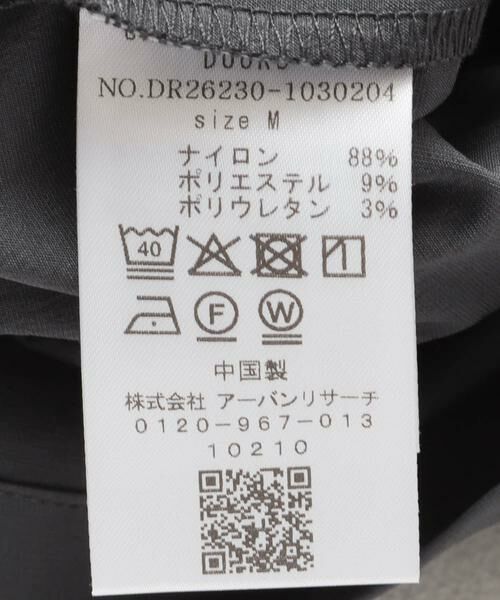 DOORS
NO.DR26230-1030204
size M
ナイロン 88%
ポリエステル 9%
ポリウレタン 3%
40
F W
中国製
株式会社 アーバンリサーチ
0120-967-013
10210